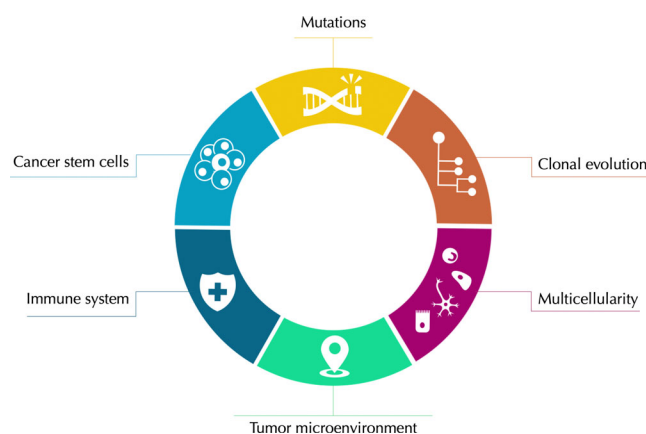 Mutations
Cancer stem cells
Clonal evolution
Immune system
Multicellularity
Tumor microenvironment